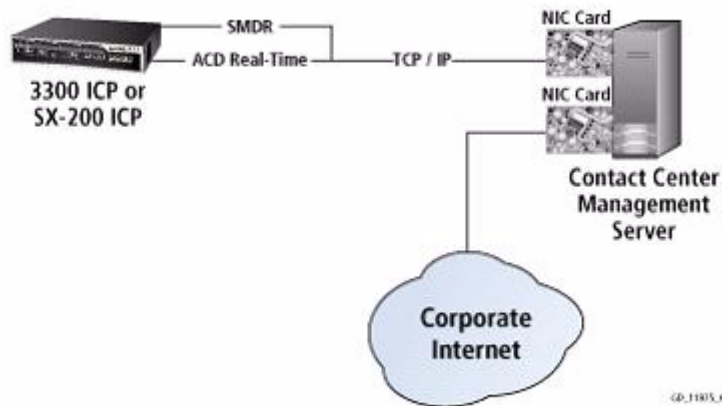 SMDR
ACD Real-Time
TCP / IP
NIC Card
NIC Card
3300 ICP or
SX-200 ICP
Contact Center
Management
Server
Corporate
Internet